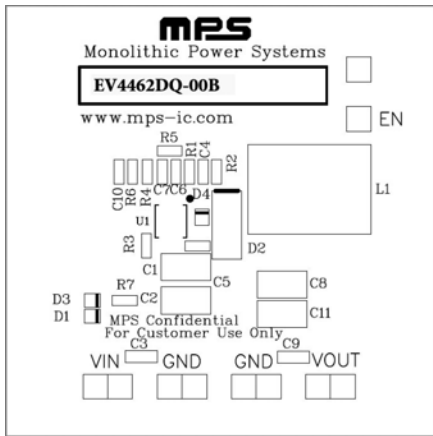 MPS
Monolithic Power Systems
EV4462DQ-00B
www.mps-ic.com
EN
R5
R1
C4
R2
C10
R6
R4
C7
C6
D4
L1
U1
R3
D2
C1
C5
C8
R7
C2
D3
D1
C11
MPS Confidential
For Customer Use Only
C3
C9
VIN
GND
GND
VOUT